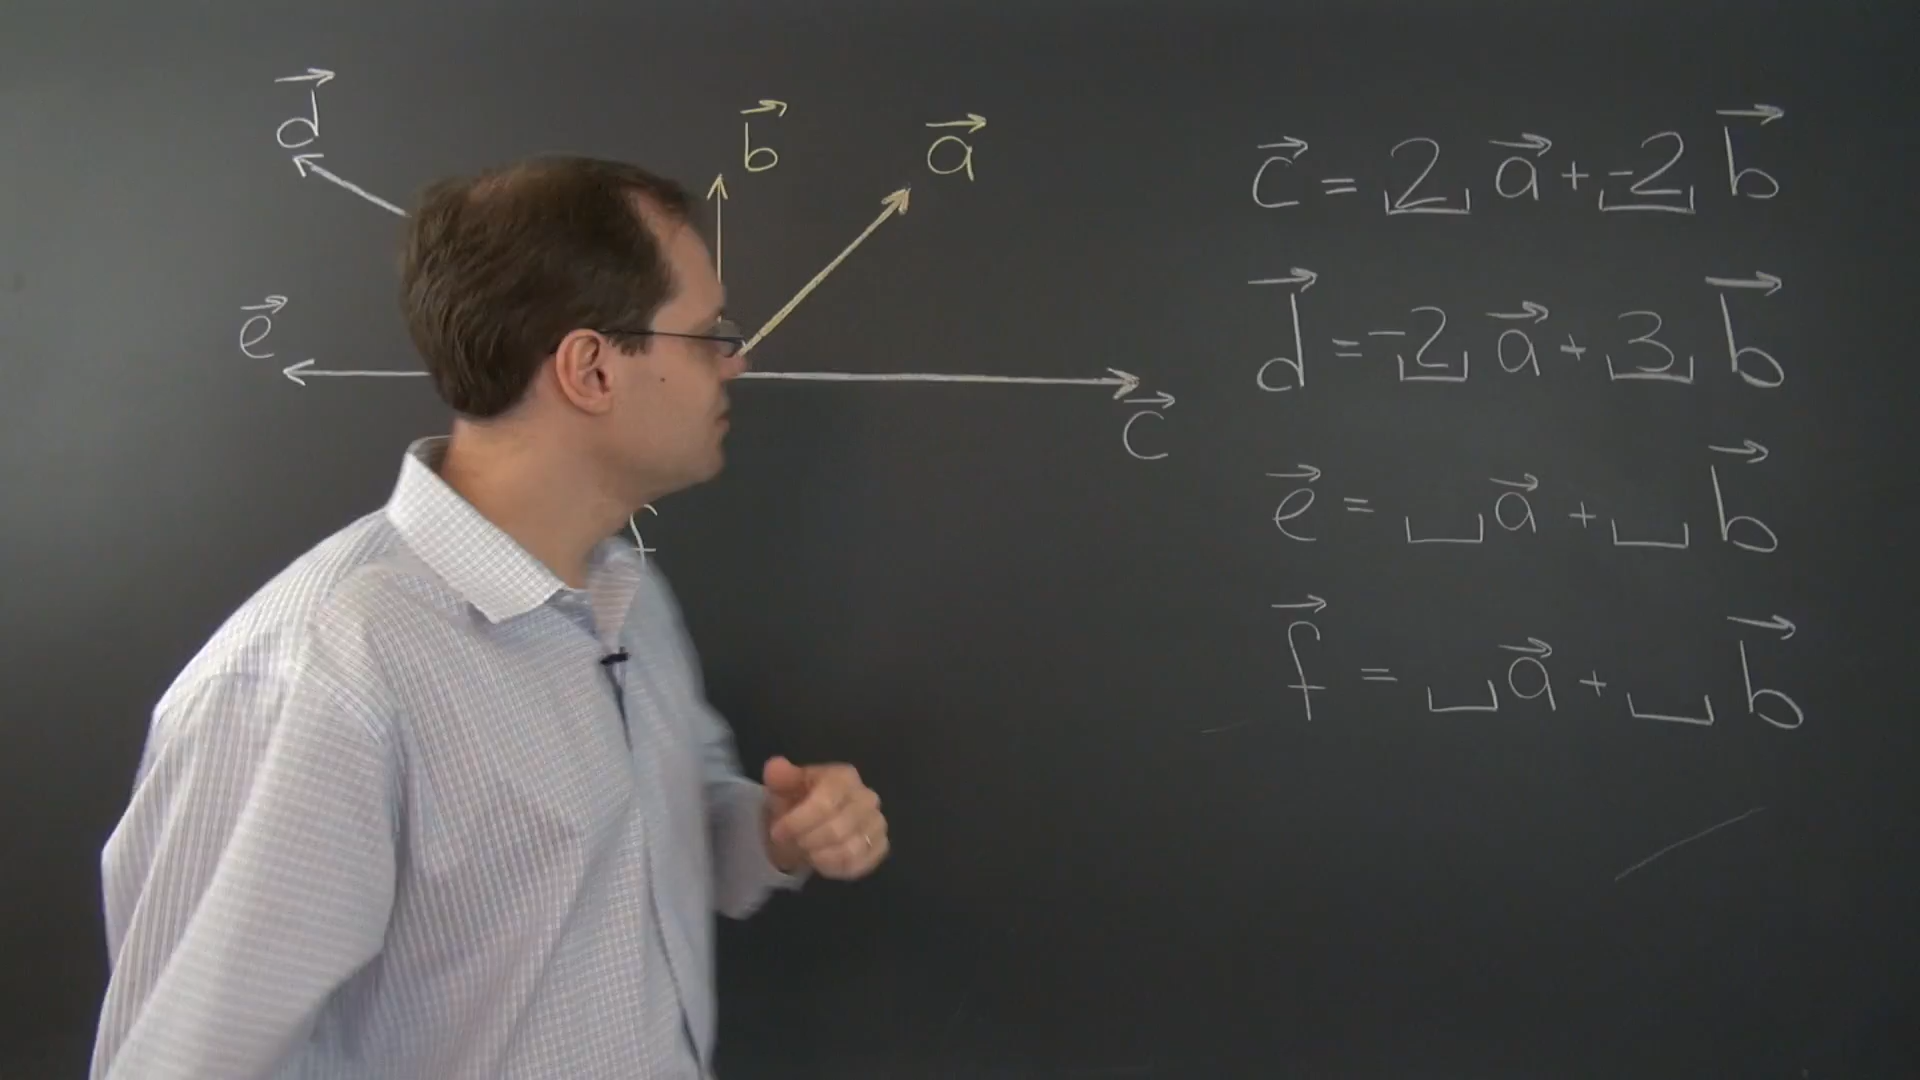 d⃗
b⃗
a⃗
e⃗
c⃗
f
c⃗ = 2 a⃗ + -2 b⃗
d⃗ = -2 a⃗ + 3 b⃗
e⃗ = ⎵ a⃗ + ⎵ b⃗
f⃗ = ⎵ a⃗ + ⎵ b⃗